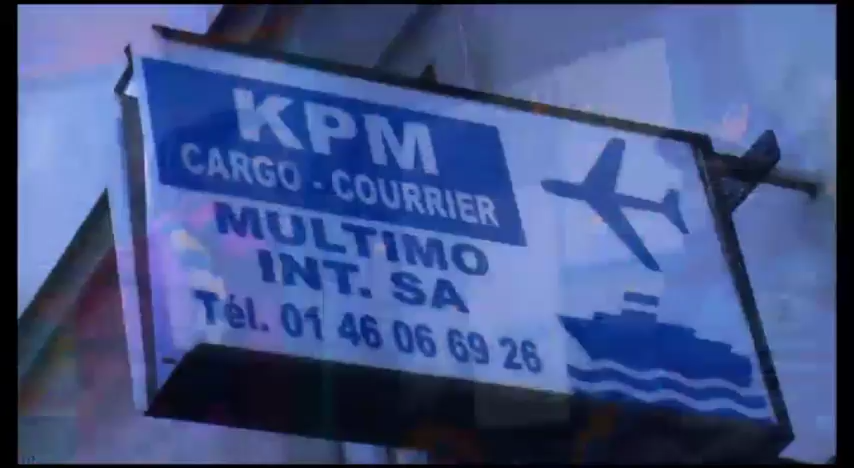 KPM
CARGO - COURRIER
MULTIMO
INT. SA
Tél. 01 46 06 69 26